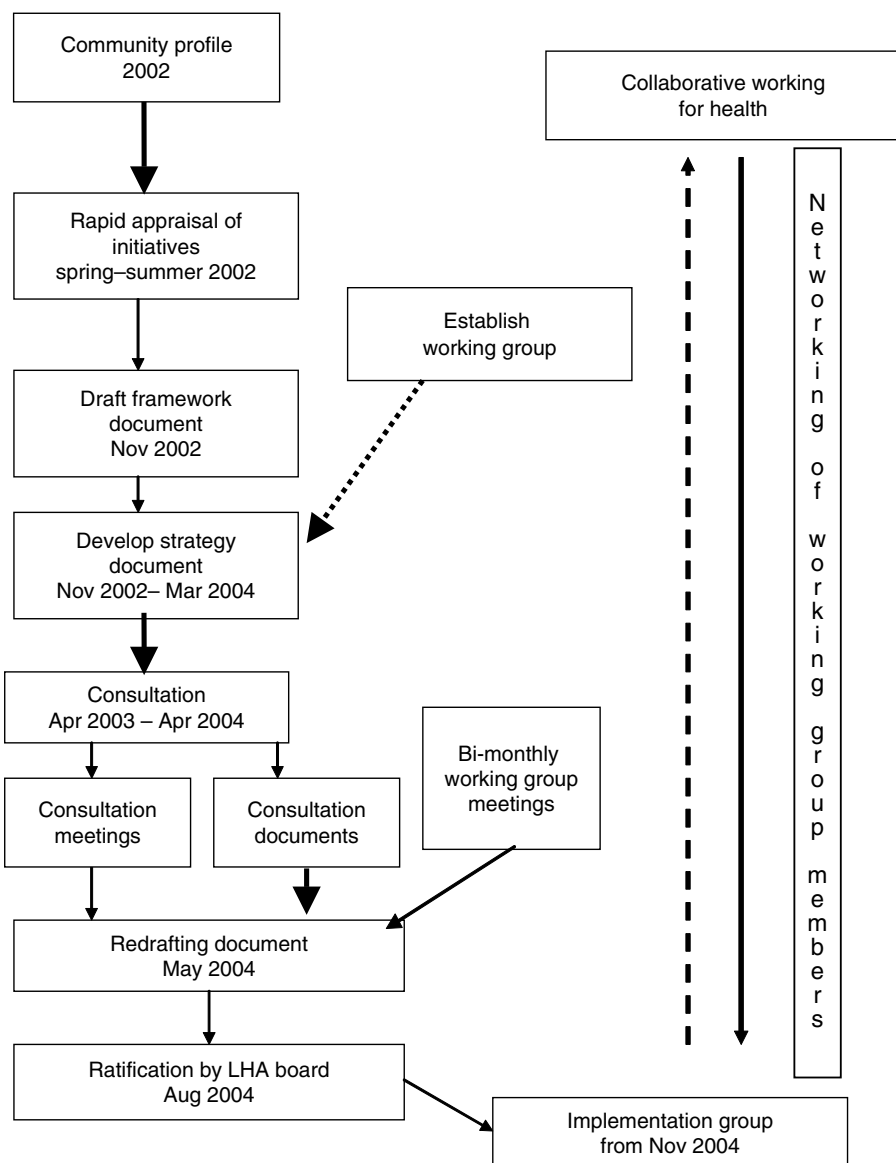 Community profile
2002
Collaborative working
for health
Rapid appraisal of
initiatives
spring–summer 2002
Establish
working group
Draft framework
document
Nov 2002
Develop strategy
document
Nov 2002– Mar 2004
Consultation
Apr 2003 – Apr 2004
Bi-monthly
working group
meetings
Consultation
meetings
Consultation
documents
Redrafting document
May 2004
Ratification by LHA board
Aug 2004
Implementation group
from Nov 2004
Networking of working group members